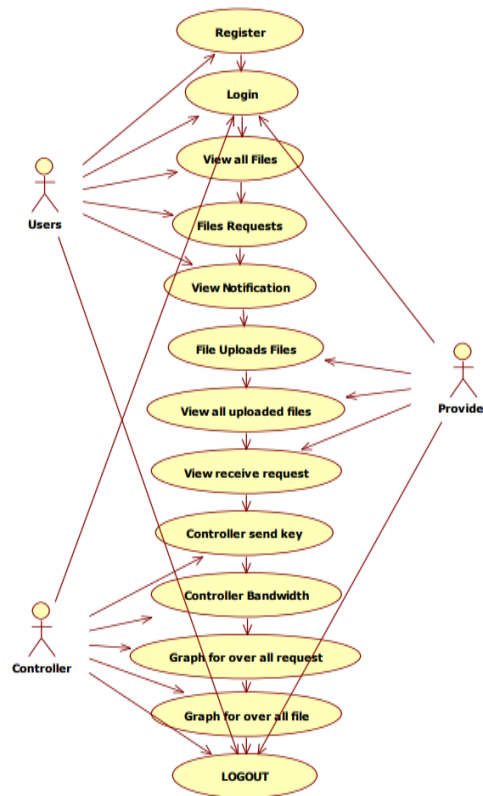 Register
Login
View all Files
Users
Files Requests
View Notification
File Uploads Files
Provide
View all uploaded files
View receive request
Controller send key
Controller Bandwidth
Controller
Graph for over all request
Graph for over all file
LOGOUT